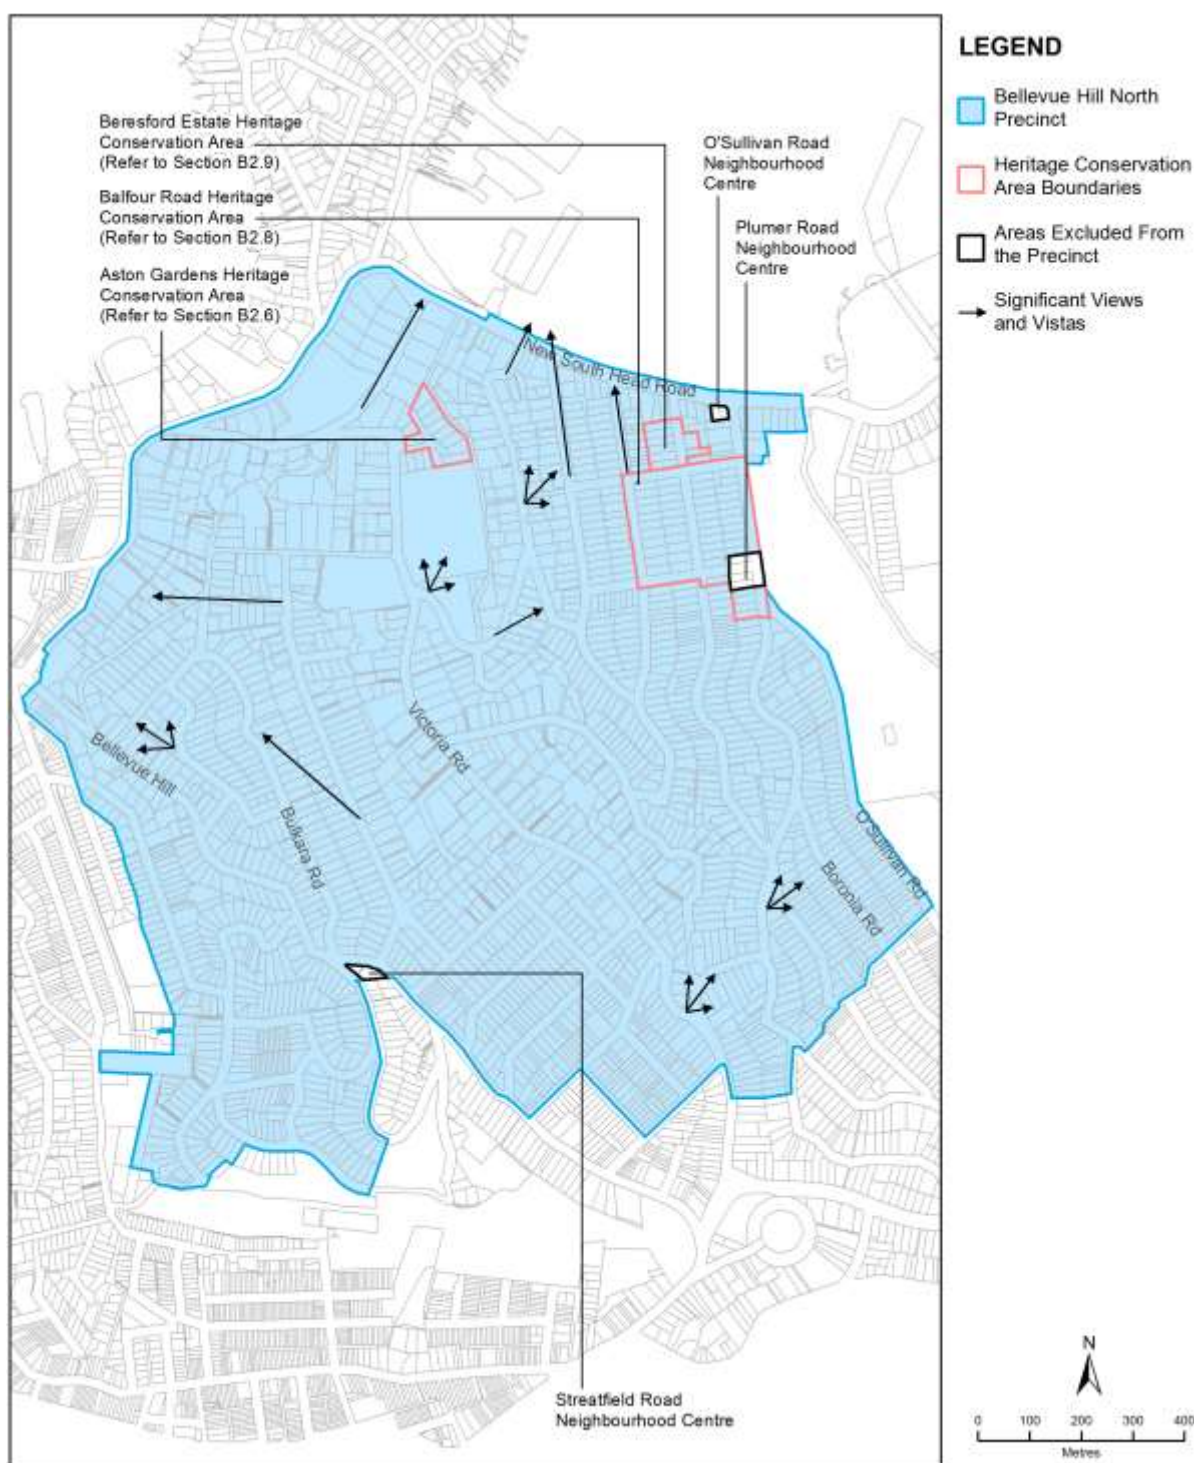 LEGEND
Bellevue Hill North
Precinct
Heritage Conservation
Area Boundaries
Areas Excluded From
the Precinct
Significant Views
and Vistas
Beresford Estate Heritage
Conservation Area
(Refer to Section B2.9)
Balfour Road Heritage
Conservation Area
(Refer to Section B2.8)
Aston Gardens Heritage
Conservation Area
(Refer to Section B2.6)
O'Sullivan Road
Neighbourhood
Centre
Plumer Road
Neighbourhood
Centre
New South Head Road
Victoria Rd
Bellevue Hill
Bulkara Rd
O'Sullivan Rd
Boronia Rd
Streatfield Road
Neighbourhood Centre
N
0 100 200 300 400
Metres